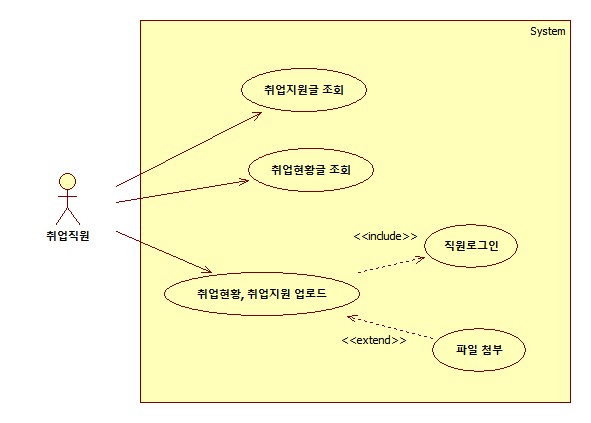 System
취업지원글 조회
취업현황글 조회
취업직원
<<include>>
직원로그인
취업현황, 취업지원 업로드
<<extend>>
파일 첨부